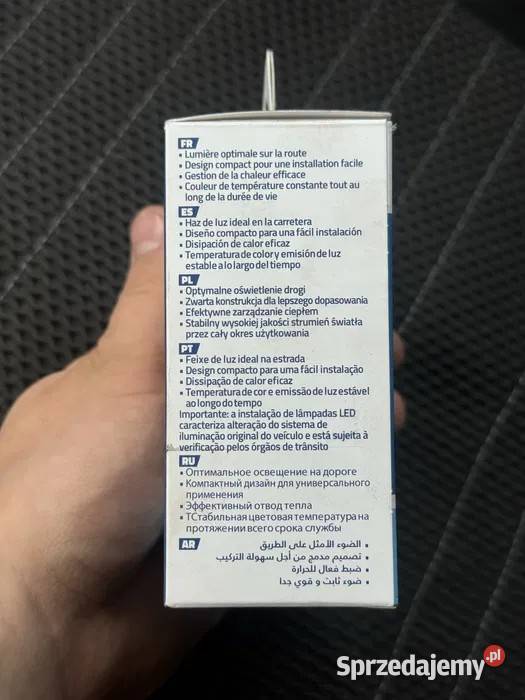 FR
• Lumière optimale sur la route
• Design compact pour une installation facile
• Gestion de la chaleur efficace
• Couleur de température constante tout au
long de la durée de vie
ES
• Haz de luz ideal en la carretera
• Diseño compacto para una fácil instalación
• Disipación de calor eficaz
• Temperatura de color y emisión de luz
estable a lo largo del tiempo
PL
• Optymalne oświetlenie drogi
• Zwarta konstrukcja dla lepszego dopasowania
• Efektywne zarządzanie ciepłem
• Stabilny wysokiej jakości strumień światła
przez cały okres użytkowania
PT
• Feixe de luz ideal na estrada
• Design compacto para uma fácil instalação
• Dissipação de calor eficaz
• Temperatura de cor e emissão de luz estável
ao longo do tempo
Importante: a instalação de lâmpadas LED
caracteriza alteração do sistema de
iluminação original do veículo e está sujeita à
verificação pelos órgãos de trânsito
RU
• Оптимальное освещение на дороге
• Компактный дизайн для универсального
применения
• Эффективный отвод тепла
• ТСтабильная цветовая температура на
протяжении всего срока службы
AR
• الضوء الأمثل على الطريق
• تصميم مدمج من أجل سهولة التركيب
• ضبط فعال للحرارة
• ضوء ثابت و قوي جدا
Sprzedajemy.pl